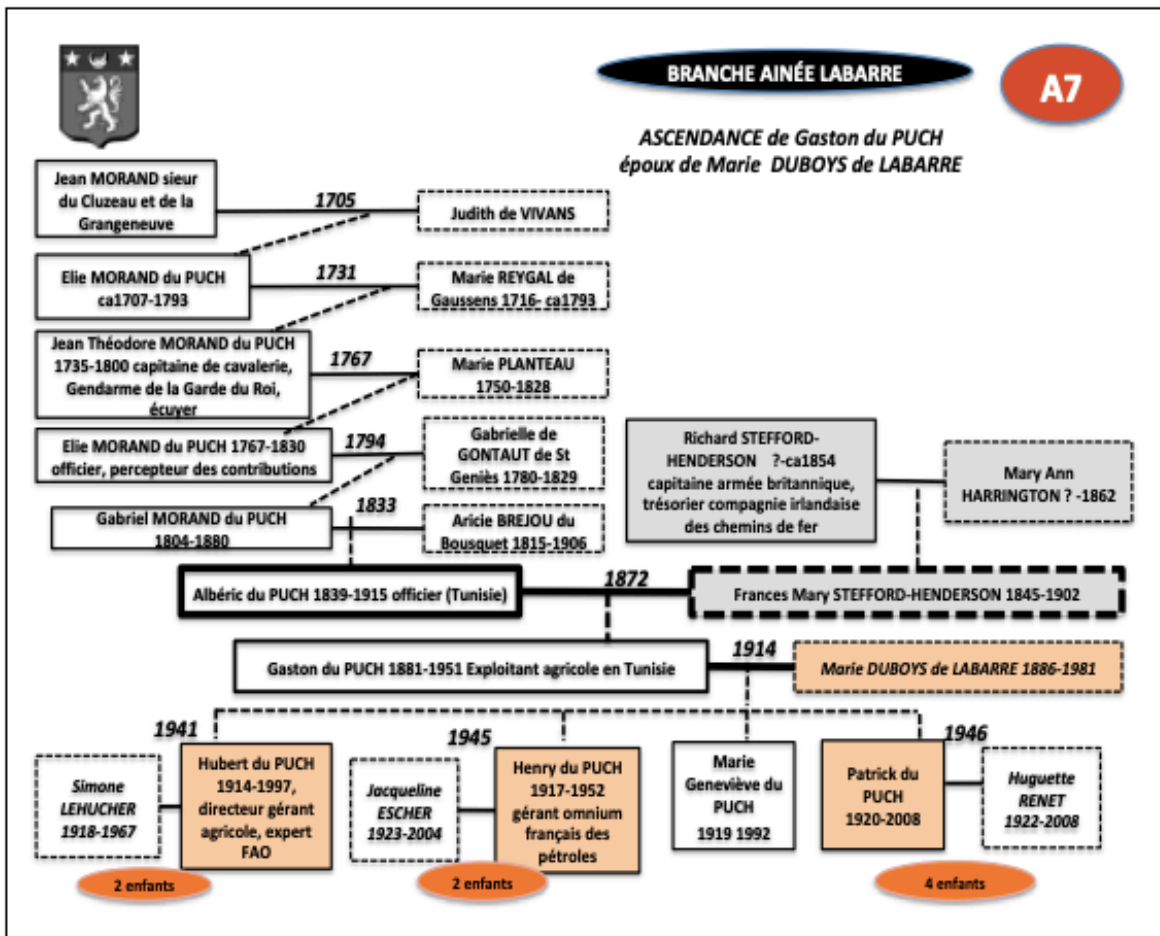 BRANCHE AINÉE LABARRE
A7
ASCENDANCE de Gaston du PUCH
époux de Marie DUBOYS de LABARRE
Jean MORAND sieur
du Cluzeau et de la
Grangeneuve
1705
Judith de VIVANS
Elie MORAND du PUCH
ca1707-1793
1731
Marie REYGAL de
Gaussens 1716- ca1793
Jean Théodore MORAND du PUCH
1735-1800 capitaine de cavalerie,
Gendarme de la Garde du Roi,
écuyer
1767
Marie PLANTEAU
1750-1828
Elie MORAND du PUCH 1767-1830
officier, percepteur des contributions
1794
Gabrielle de
GONTAUT de St
Geniès 1780-1829
Richard STEFFORD-
HENDERSON ?-ca1854
capitaine armée britannique,
trésorier compagnie irlandaise
des chemins de fer
Mary Ann
HARRINGTON ? -1862
Gabriel MORAND du PUCH
1804-1880
1833
Aricie BREJOU du
Bousquet 1815-1906
Albéric du PUCH 1839-1915 officier (Tunisie)
1872
Frances Mary STEFFORD-HENDERSON 1845-1902
Gaston du PUCH 1881-1951 Exploitant agricole en Tunisie
1914
Marie DUBOYS de LABARRE 1886-1981
Simone
LEHUCHER
1918-1967
1941
Hubert du PUCH
1914-1997,
directeur gérant
agricole, expert
FAO
2 enfants
Jacqueline
ESCHER
1923-2004
1945
Henry du PUCH
1917-1952
gérant omnium
français des
pétroles
2 enfants
Marie
Geneviève du
PUCH
1919 1992
Patrick du
PUCH
1920-2008
1946
Huguette
RENET
1922-2008
4 enfants